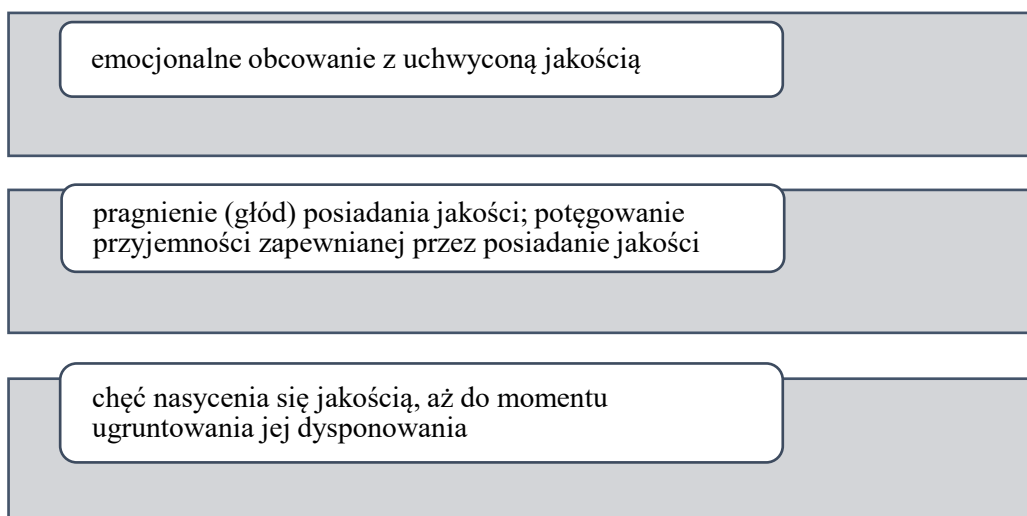 emocjonalne obcowanie z uchwyconą jakością
pragnienie (głód) posiadania jakości; potęgowanie
przyjemności zapewnianej przez posiadanie jakości
chęć nasycenia się jakością, aż do momentu
ugruntowania jej dysponowania